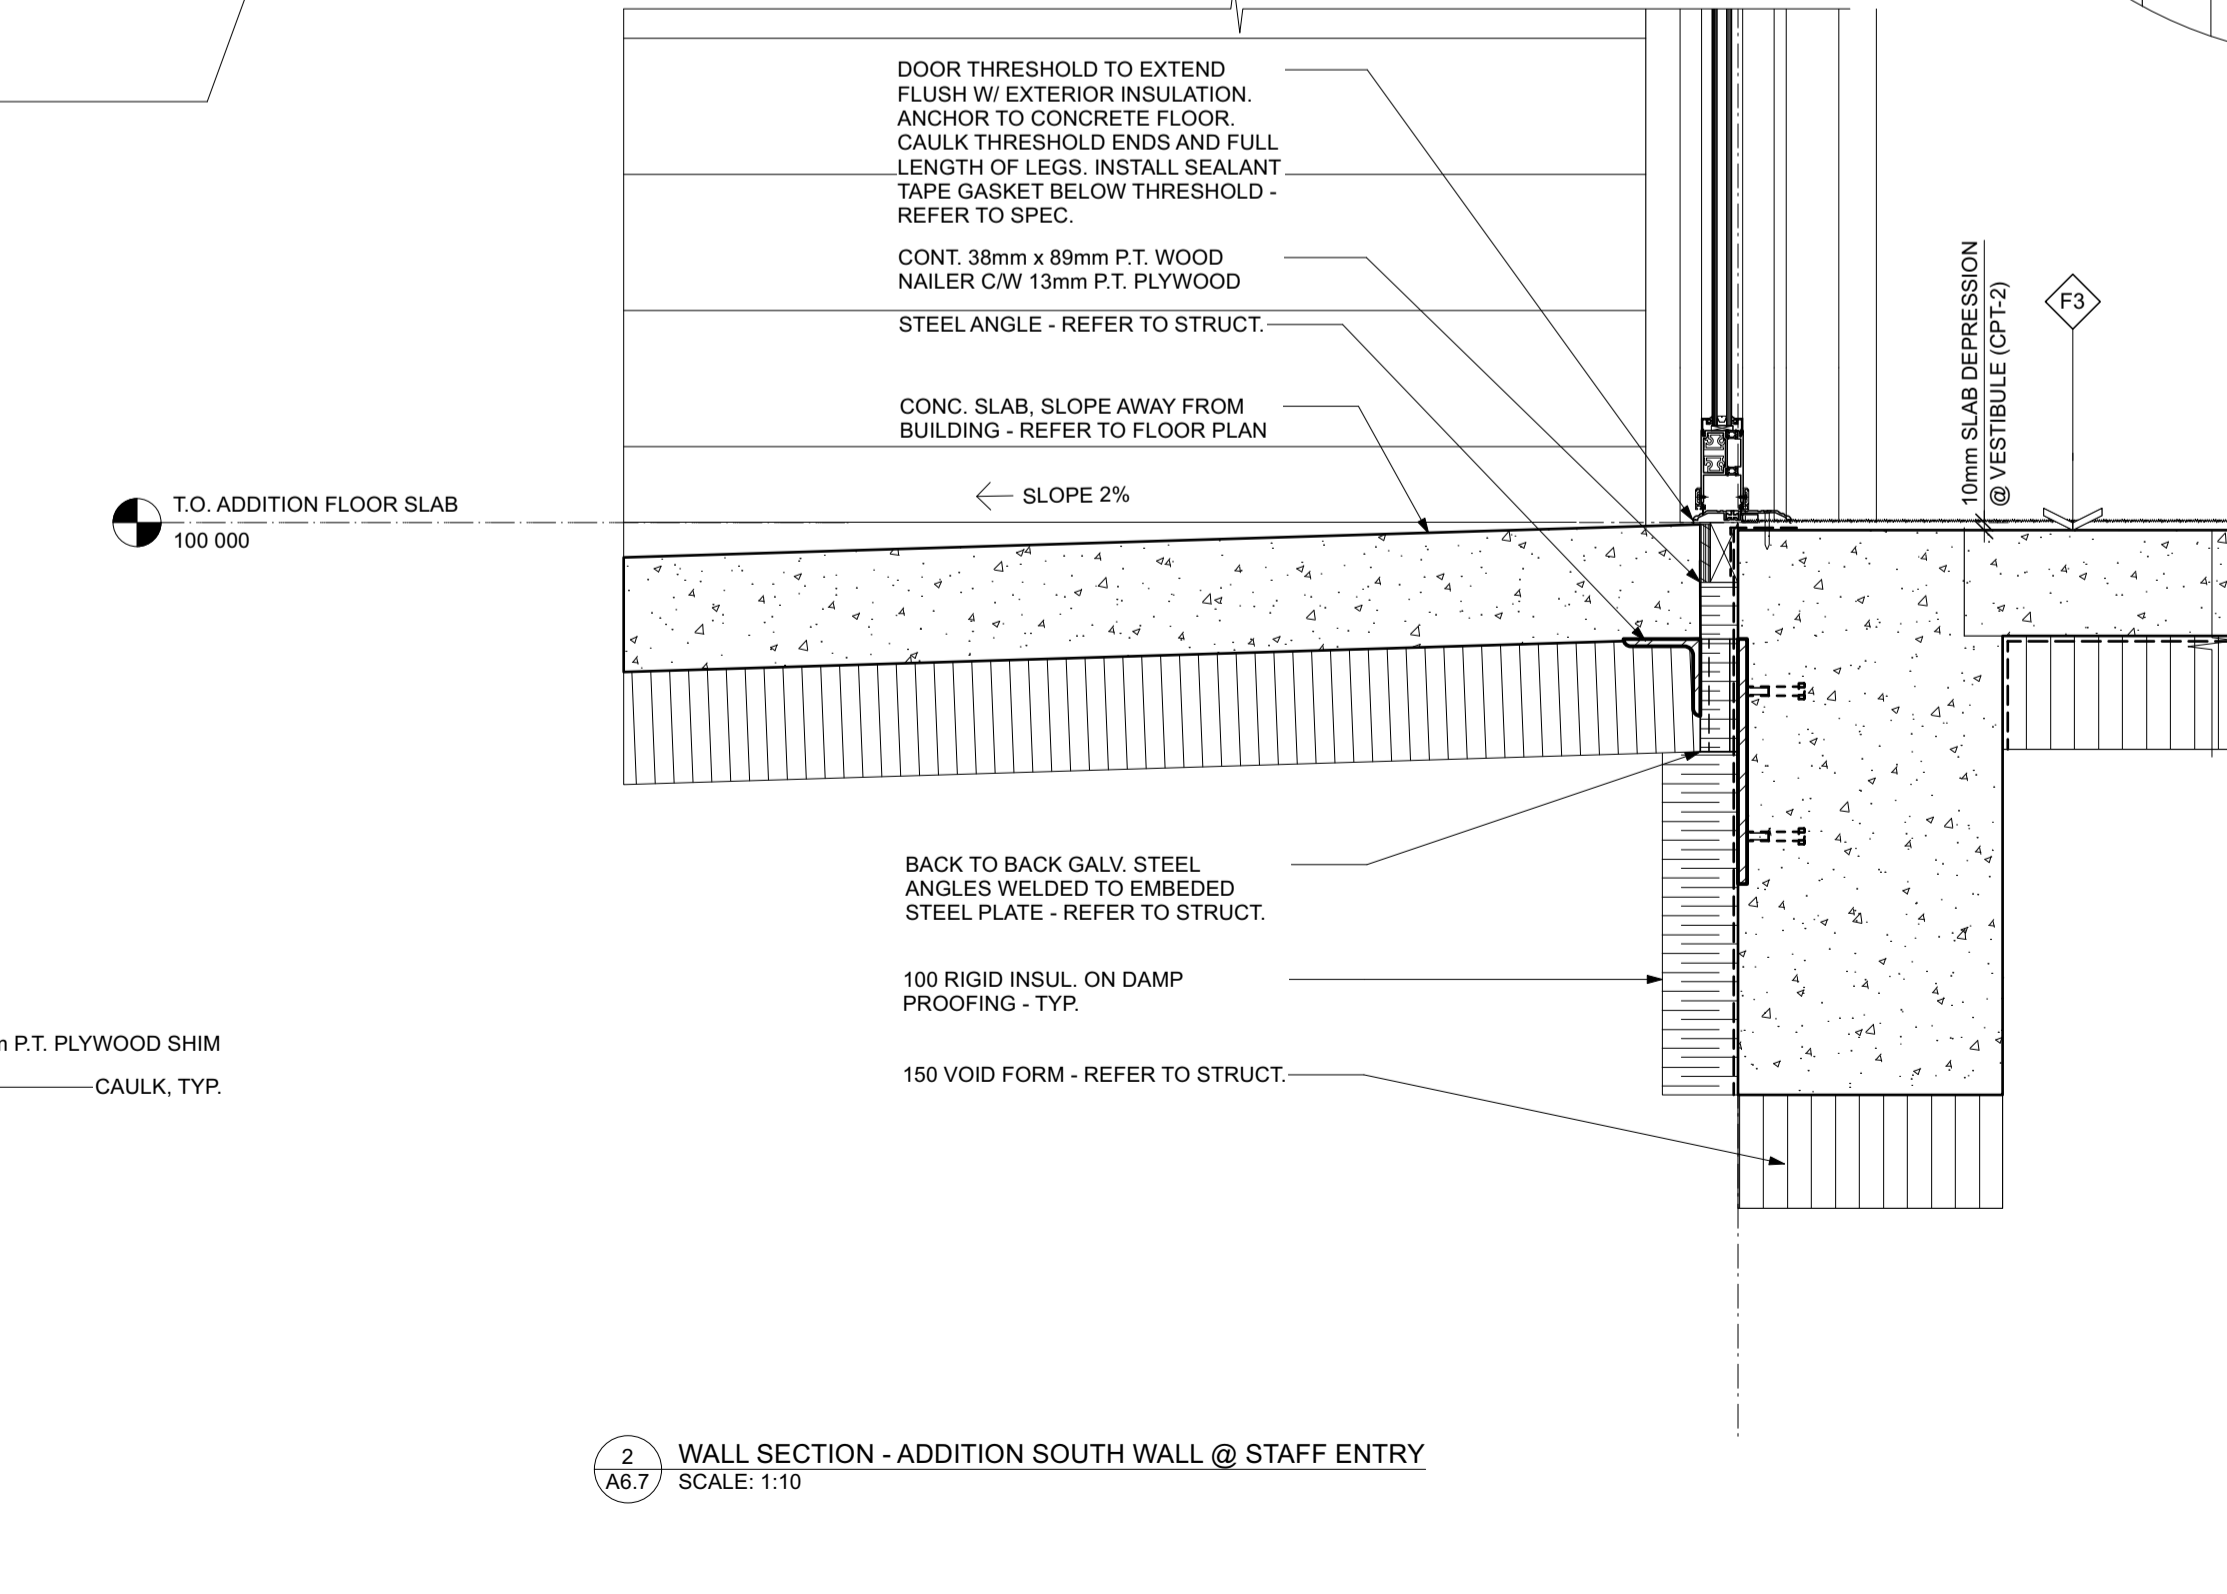 DOOR THRESHOLD TO EXTEND
FLUSH W/ EXTERIOR INSULATION.
ANCHOR TO CONCRETE FLOOR.
CAULK THRESHOLD ENDS AND FULL
LENGTH OF LEGS. INSTALL SEALANT
TAPE GASKET BELOW THRESHOLD -
REFER TO SPEC.
CONT. 38mm x 89mm P.T. WOOD
NAILER C/W 13mm P.T. PLYWOOD
STEEL ANGLE - REFER TO STRUCT.
CONC. SLAB, SLOPE AWAY FROM
BUILDING - REFER TO FLOOR PLAN
SLOPE 2%
T.O. ADDITION FLOOR SLAB
100 000
10mm SLAB DEPRESSION
@ VESTIBULE (CPT-2)
F3
BACK TO BACK GALV. STEEL
ANGLES WELDED TO EMBEDED
STEEL PLATE - REFER TO STRUCT.
100 RIGID INSUL. ON DAMP
PROOFING - TYP.
150 VOID FORM - REFER TO STRUCT.
P.T. PLYWOOD SHIM
CAULK, TYP.
2
A6.7
WALL SECTION - ADDITION SOUTH WALL @ STAFF ENTRY
SCALE: 1:10